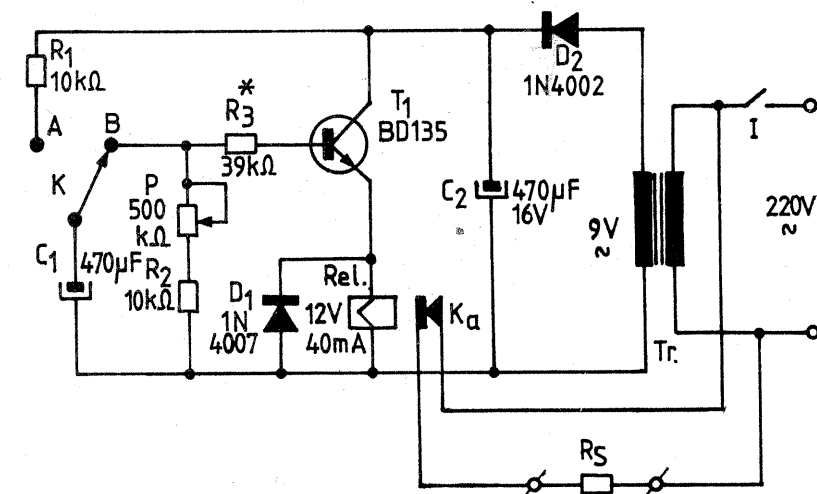 R1
10kΩ
A
B
K
C1
470µF
P
500
kΩ
R2
10kΩ
*
R3
39kΩ
T1
BD135
D1
1N
4007
Rel.
12V
40mA
Ka
C2
470µF
16V
D2
1N4002
9V
~
Tr.
I
220V
~
RS